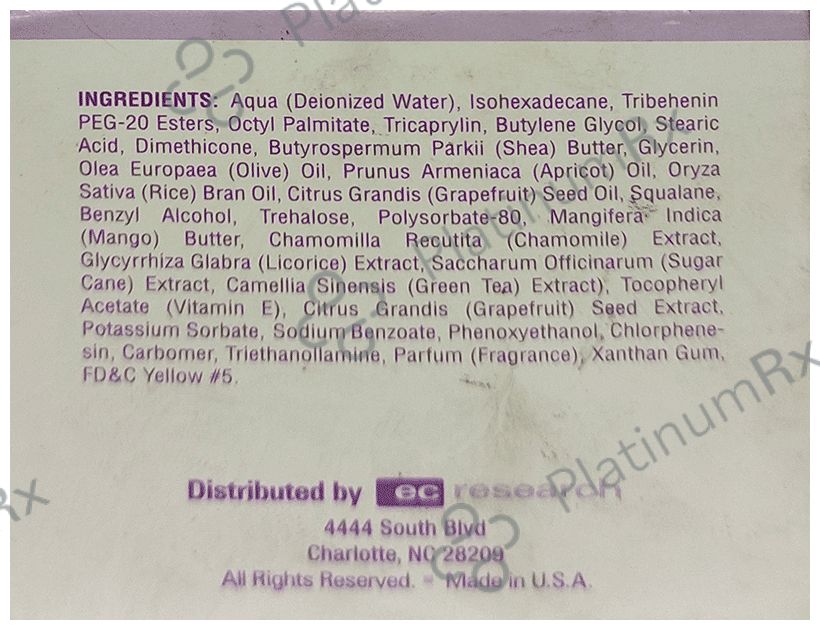 INGREDIENTS: Aqua (Deionized Water), Isohexadecane, Tribehenin
PEG-20 Esters, Octyl Palmitate, Tricaprylin, Butylene Glycol, Stearic
Acid, Dimethicone, Butyrospermum Parkii (Shea) Butter, Glycerin,
Olea Europaea (Olive) Oil, Prunus Armeniaca (Apricot) Oil, Oryza
Sativa (Rice) Bran Oil, Citrus Grandis (Grapefruit) Seed Oil, Squalane,
Benzyl Alcohol, Trehalose, Polysorbate-80, Mangifera Indica
(Mango) Butter, Chamomilla Recutita (Chamomile) Extract,
Glycyrrhiza Glabra (Licorice) Extract, Saccharum Officinarum (Sugar
Cane) Extract, Camellia Sinensis (Green Tea) Extract), Tocopheryl
Acetate (Vitamin E), Citrus Grandis (Grapefruit) Seed Extract,
Potassium Sorbate, Sodium Benzoate, Phenoxyethanol, Chlorphene-
sin, Carbomer, Triethanollamine, Parfum (Fragrance), Xanthan Gum,
FD&C Yellow #5.
Distributed by ec research
4444 South Blvd
Charlotte, NC 28209
All Rights Reserved. - Made in U.S.A.
PlatinumRx
PlatinumRx